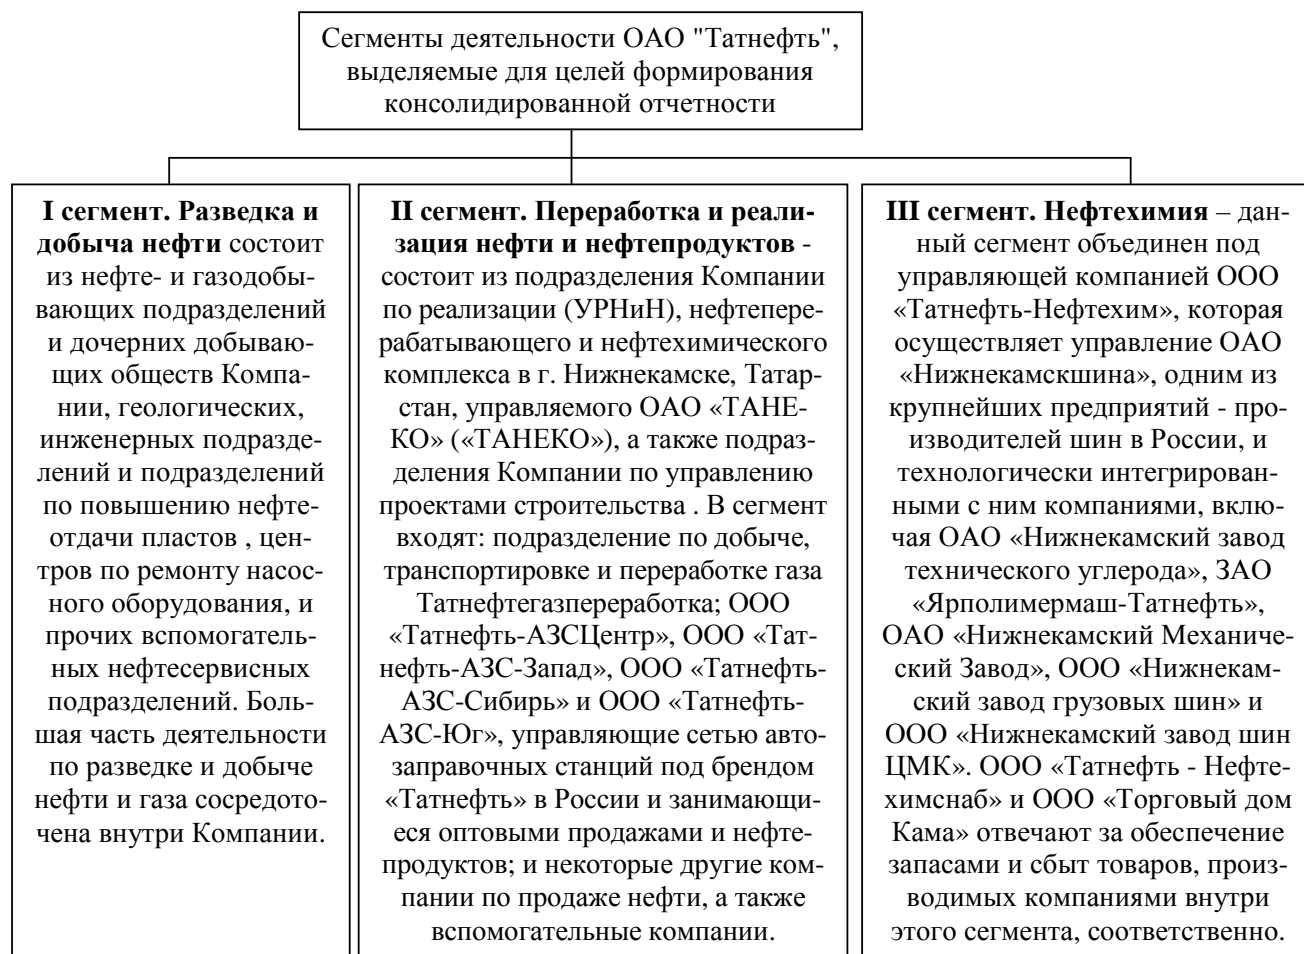 Сегменты деятельности ОАО "Татнефть",
выделяемые для целей формирования
консолидированной отчетности
I сегмент. Разведка и
добыча нефти состоит
из нефте- и газодобы-
вающих подразделений
и дочерних добываю-
щих обществ Компа-
нии, геологических,
инженерных подразде-
лений и подразделений
по повышению нефте-
отдачи пластов , цен-
тров по ремонту насос-
ного оборудования, и
прочих вспомогатель-
ных нефтесервисных
подразделений. Боль-
шая часть деятельности
по разведке и добыче
нефти и газа сосредото-
чена внутри Компании.
II сегмент. Переработка и реали-
зация нефти и нефтепродуктов -
состоит из подразделения Компании
по реализации (УРНиН), нефтепере-
рабатывающего и нефтехимического
комплекса в г. Нижнекамске, Татар-
стан, управляемого ОАО «ТАНЕ-
КО» («ТАНЕКО»), а также подраз-
деления Компании по управлению
проектами строительства . В сегмент
входят: подразделение по добыче,
транспортировке и переработке газа
Татнефтегазпереработка; ООО
«Татнефть-АЗСЦентр», ООО «Тат-
нефть-АЗС-Запад», ООО «Татнефть-
АЗС-Сибирь» и ООО «Татнефть-
АЗС-Юг», управляющие сетью авто-
заправочных станций под брендом
«Татнефть» в России и занимающи-
еся оптовыми продажами и нефте-
продуктов; и некоторые другие ком-
пании по продаже нефти, а также
вспомогательные компании.
III сегмент. Нефтехимия – дан-
ный сегмент объединен под
управляющей компанией ООО
«Татнефть-Нефтехим», которая
осуществляет управление ОАО
«Нижнекамскшина», одним из
крупнейших предприятий - про-
изводителей шин в России, и
технологически интегрирован-
ными с ним компаниями, вклю-
чая ОАО «Нижнекамский завод
технического углерода», ЗАО
«Ярполимермаш-Татнефть»,
ОАО «Нижнекамский Механиче-
ский Завод», ООО «Нижнекам-
ский завод грузовых шин» и
ООО «Нижнекамский завод шин
ЦМК». ООО «Татнефть - Нефте-
химснаб» и ООО «Торговый дом
Кама» отвечают за обеспечение
запасами и сбыт товаров, произ-
водимых компаниями внутри
этого сегмента, соответственно.